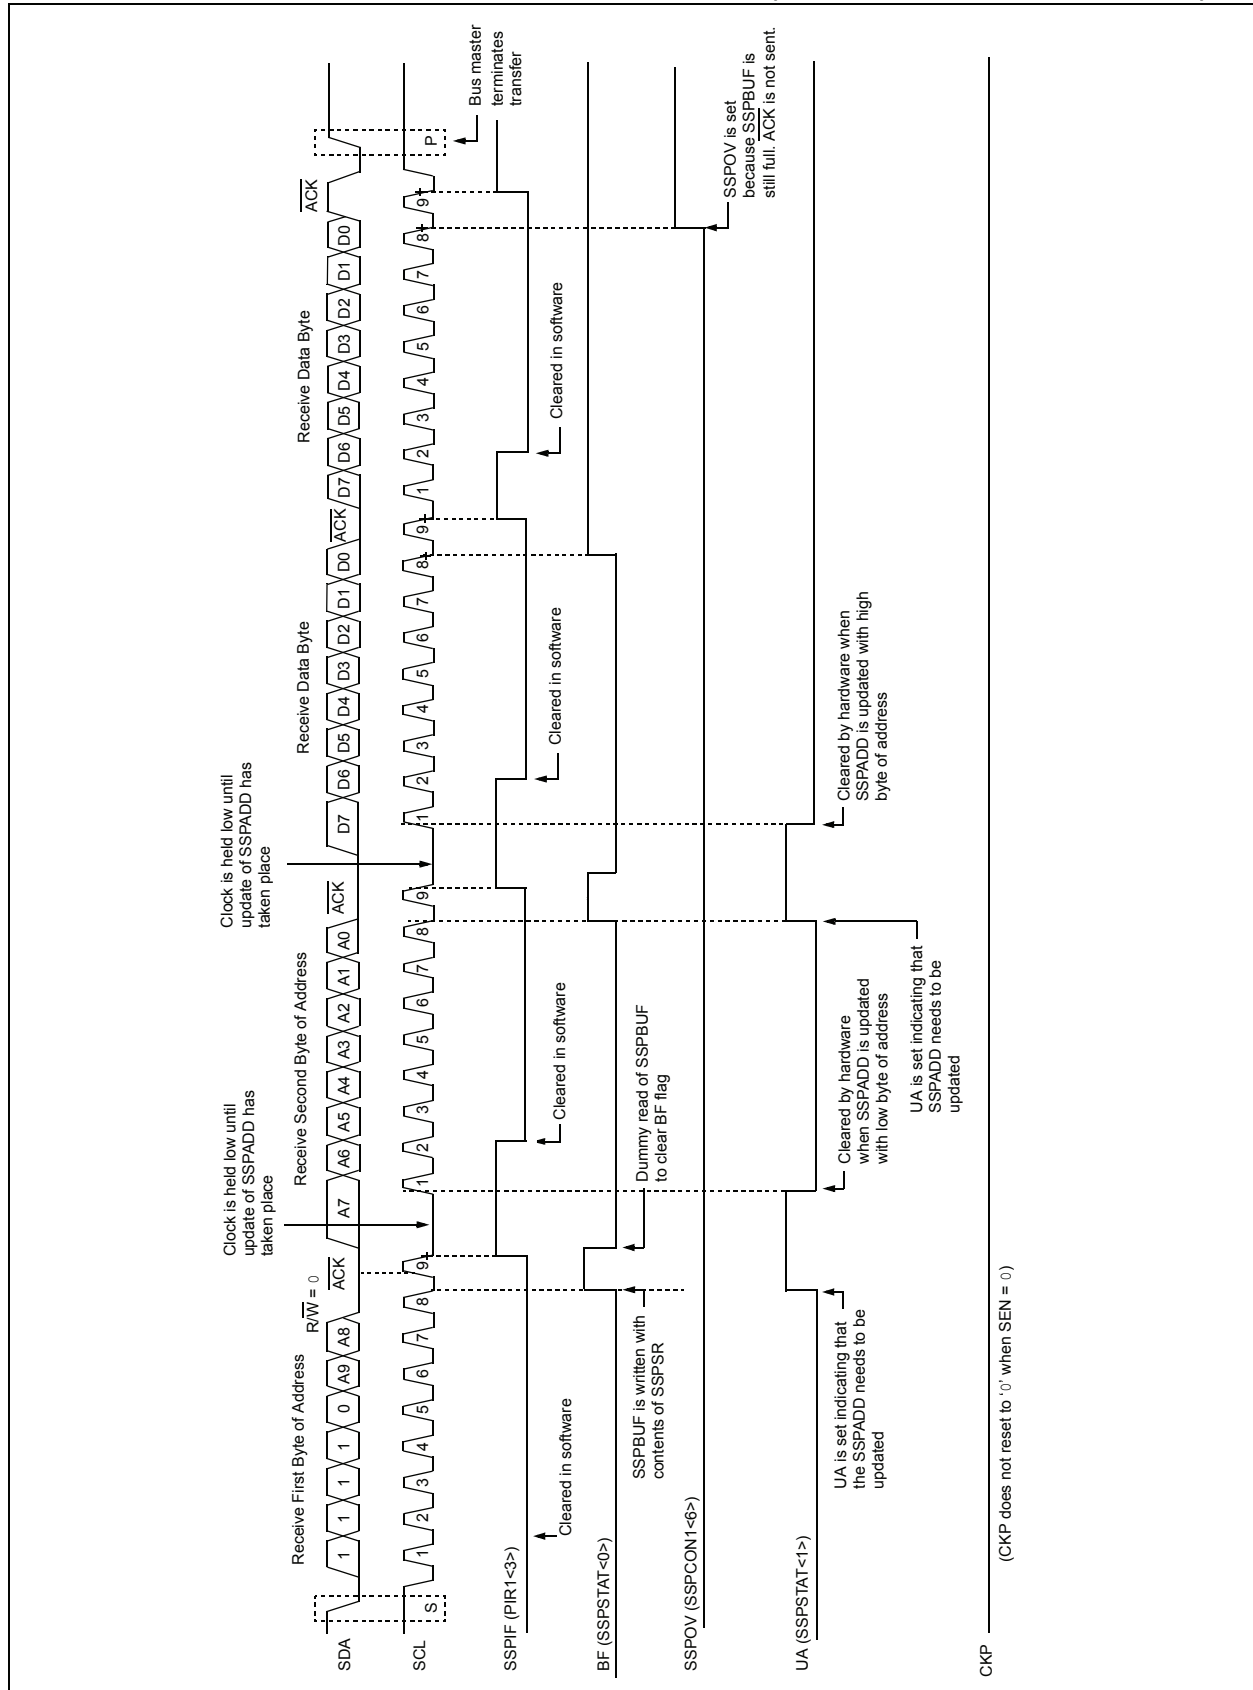 Receive First Byte of Address
R/W = 0
Receive Second Byte of Address
Clock is held low until
update of SSPADD has
taken place
Clock is held low until
update of SSPADD has
taken place
Receive Data Byte
Receive Data Byte
SDA
1 1 1 1 0 A9 A8 ACK A7 A6 A5 A4 A3 A2 A1 A0 ACK D7 D6 D5 D4 D3 D2 D1 D0 ACK D7 D6 D5 D4 D3 D2 D1 D0 ACK
SCL
S 1 2 3 4 5 6 7 8 9 1 2 3 4 5 6 7 8 9 1 2 3 4 5 6 7 8 9 1 2 3 4 5 6 7 8 9 P
Bus master
terminates
transfer
SSPIF (PIR1<3>)
Cleared in software
Cleared in software
Cleared in software
Cleared in software
BF (SSPSTAT<0>)
SSPBUF is written with
contents of SSPSR
Dummy read of SSPBUF
to clear BF flag
SSPOV (SSPCON1<6>)
SSPOV is set
because SSPBUF is
still full. ACK is not sent.
UA (SSPSTAT<1>)
UA is set indicating that
the SSPADD needs to be
updated
Cleared by hardware
when SSPADD is updated
with low byte of address
UA is set indicating that
SSPADD needs to be
updated
Cleared by hardware when
SSPADD is updated with high
byte of address
CKP
(CKP does not reset to ‘0’ when SEN = 0)